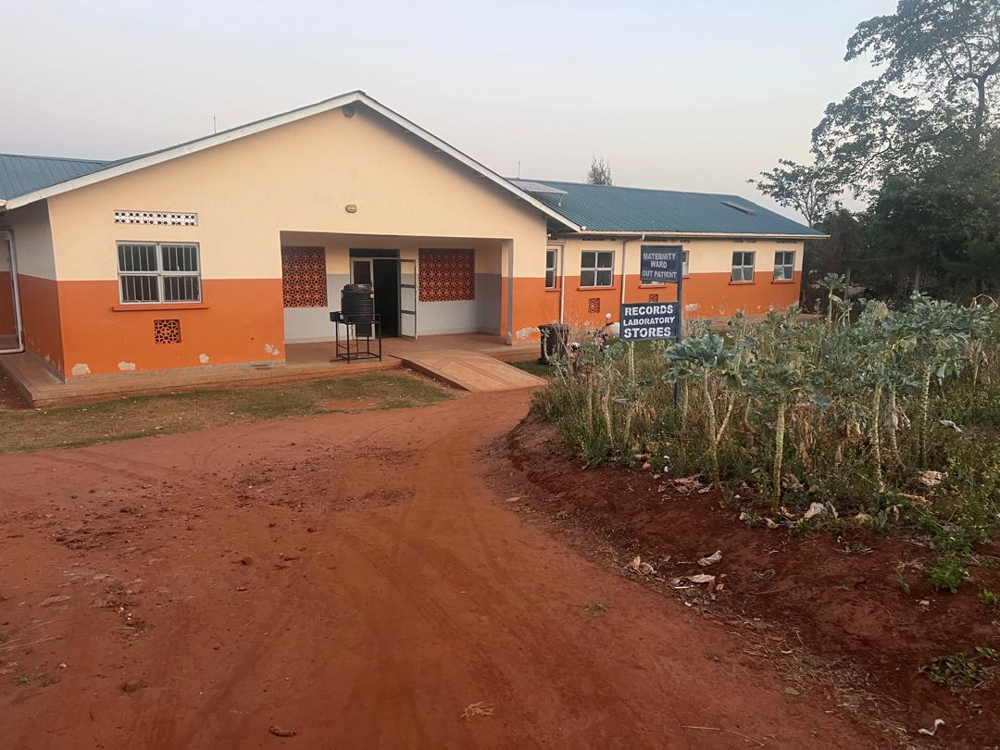 MATERNITY
WARD
OUT PATIENT
RECORDS
LABORATORY
STORES